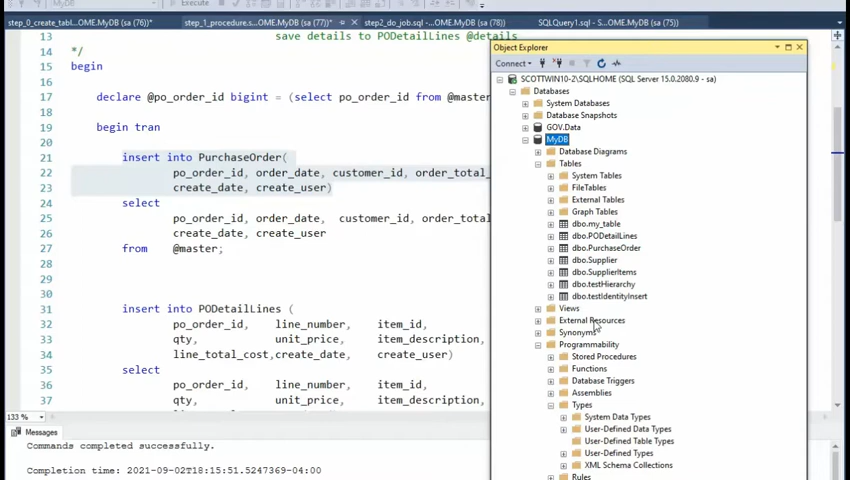 MyDB
Execute
step_0_create_tabl...OME.MyDB (sa (76))*
step_1_procedure.s...OME.MyDB (sa (77))*
step2_do_job.sql -...OME.MyDB (sa (70))
SQLQuery1.sql - S...OME.MyDB (sa (75))
13 save details to PODetailLines @details
14 */
15 begin
16
17 declare @po_order_id bigint = (select po_order_id from @master
18
19 begin tran
20
21 insert into PurchaseOrder(
22 po_order_id, order_date, customer_id, order_total_
23 create_date, create_user)
24 select
25 po_order_id, order_date, customer_id, order_total_
26 create_date, create_user
27 from @master;
28
29
30
31 insert into PODetailLines (
32 po_order_id, line_number, item_id,
33 qty, unit_price, item_description,
34 line_total_cost,create_date, create_user)
35 select
36 po_order_id, line_number, item_id,
37 qty, unit_price, item_description,
133 %
Messages
Commands completed successfully.
Completion time: 2021-09-02T18:15:51.5247369-04:00
Object Explorer
Connect
SCOTTWIN10-2\SQLHOME (SQL Server 15.0.2080.9 - sa)
Databases
System Databases
Database Snapshots
GOV.Data
MyDB
Database Diagrams
Tables
System Tables
FileTables
External Tables
Graph Tables
dbo.my_table
dbo.PODetailLines
dbo.PurchaseOrder
dbo.Supplier
dbo.SupplierItems
dbo.testHierarchy
dbo.testIdentityInsert
Views
External Resources
Synonyms
Programmability
Stored Procedures
Functions
Database Triggers
Assemblies
Types
System Data Types
User-Defined Data Types
User-Defined Table Types
User-Defined Types
XML Schema Collections
Rules